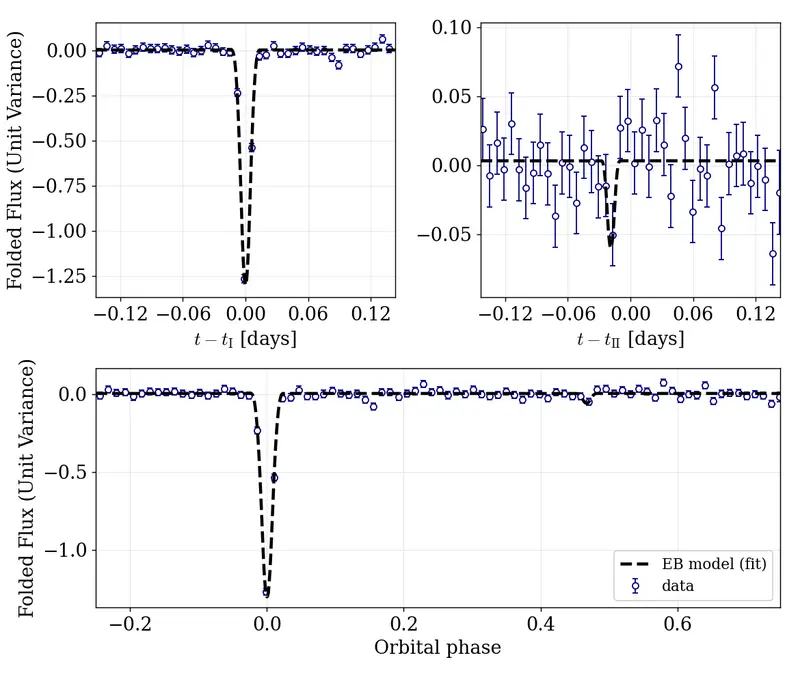 Folded Flux (Unit Variance)
0.00
−0.25
−0.50
−0.75
−1.00
−1.25
−0.12 −0.06 0.00 0.06 0.12
t − tI [days]
0.10
0.05
0.00
−0.05
−0.12 −0.06 0.00 0.06 0.12
t − tII [days]
Folded Flux (Unit Variance)
0.0
−0.5
−1.0
−0.2 0.0 0.2 0.4 0.6
Orbital phase
EB model (fit)
data